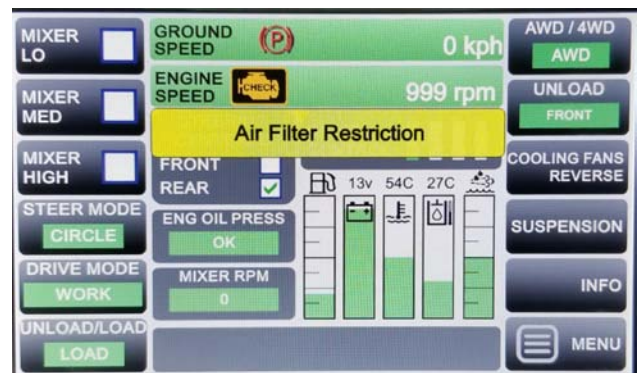 MIXER
LO
GROUND
SPEED
P
0 kph
AWD / 4WD
AWD
ENGINE
SPEED
CHECK
999 rpm
MIXER
MED
UNLOAD
FRONT
Air Filter Restriction
MIXER
HIGH
FRONT
REAR
13v
54C
27C
COOLING FANS
REVERSE
STEER MODE
CIRCLE
ENG OIL PRESS
OK
SUSPENSION
DRIVE MODE
WORK
MIXER RPM
0
INFO
UNLOAD/LOAD
LOAD
MENU